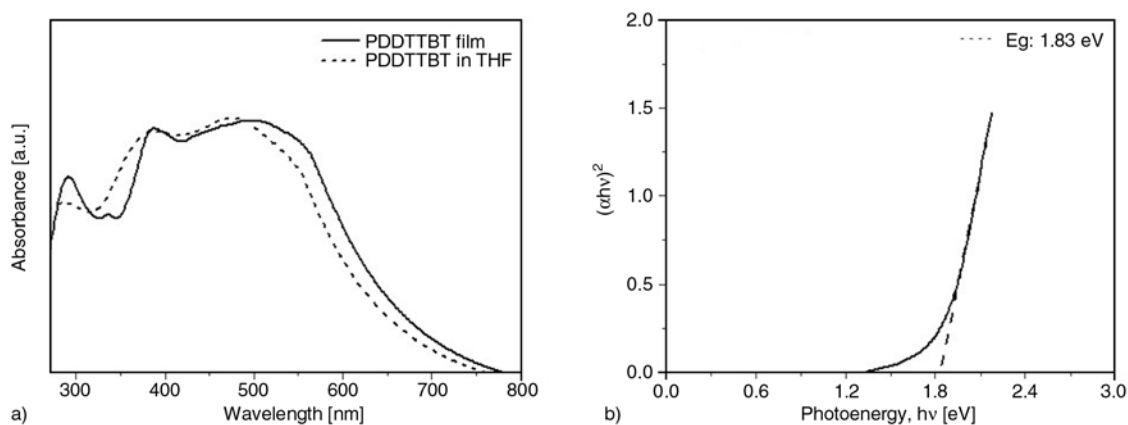 PDDTTBT film
PDDTTBT in THF
Absorbance [a.u.]
300 400 500 600 700 800
Wavelength [nm]
a)
Eg: 1.83 eV
2.0
1.5
1.0
0.5
0.0
(αhν)²
0.0 0.6 1.2 1.8 2.4 3.0
Photoenergy, hν [eV]
b)